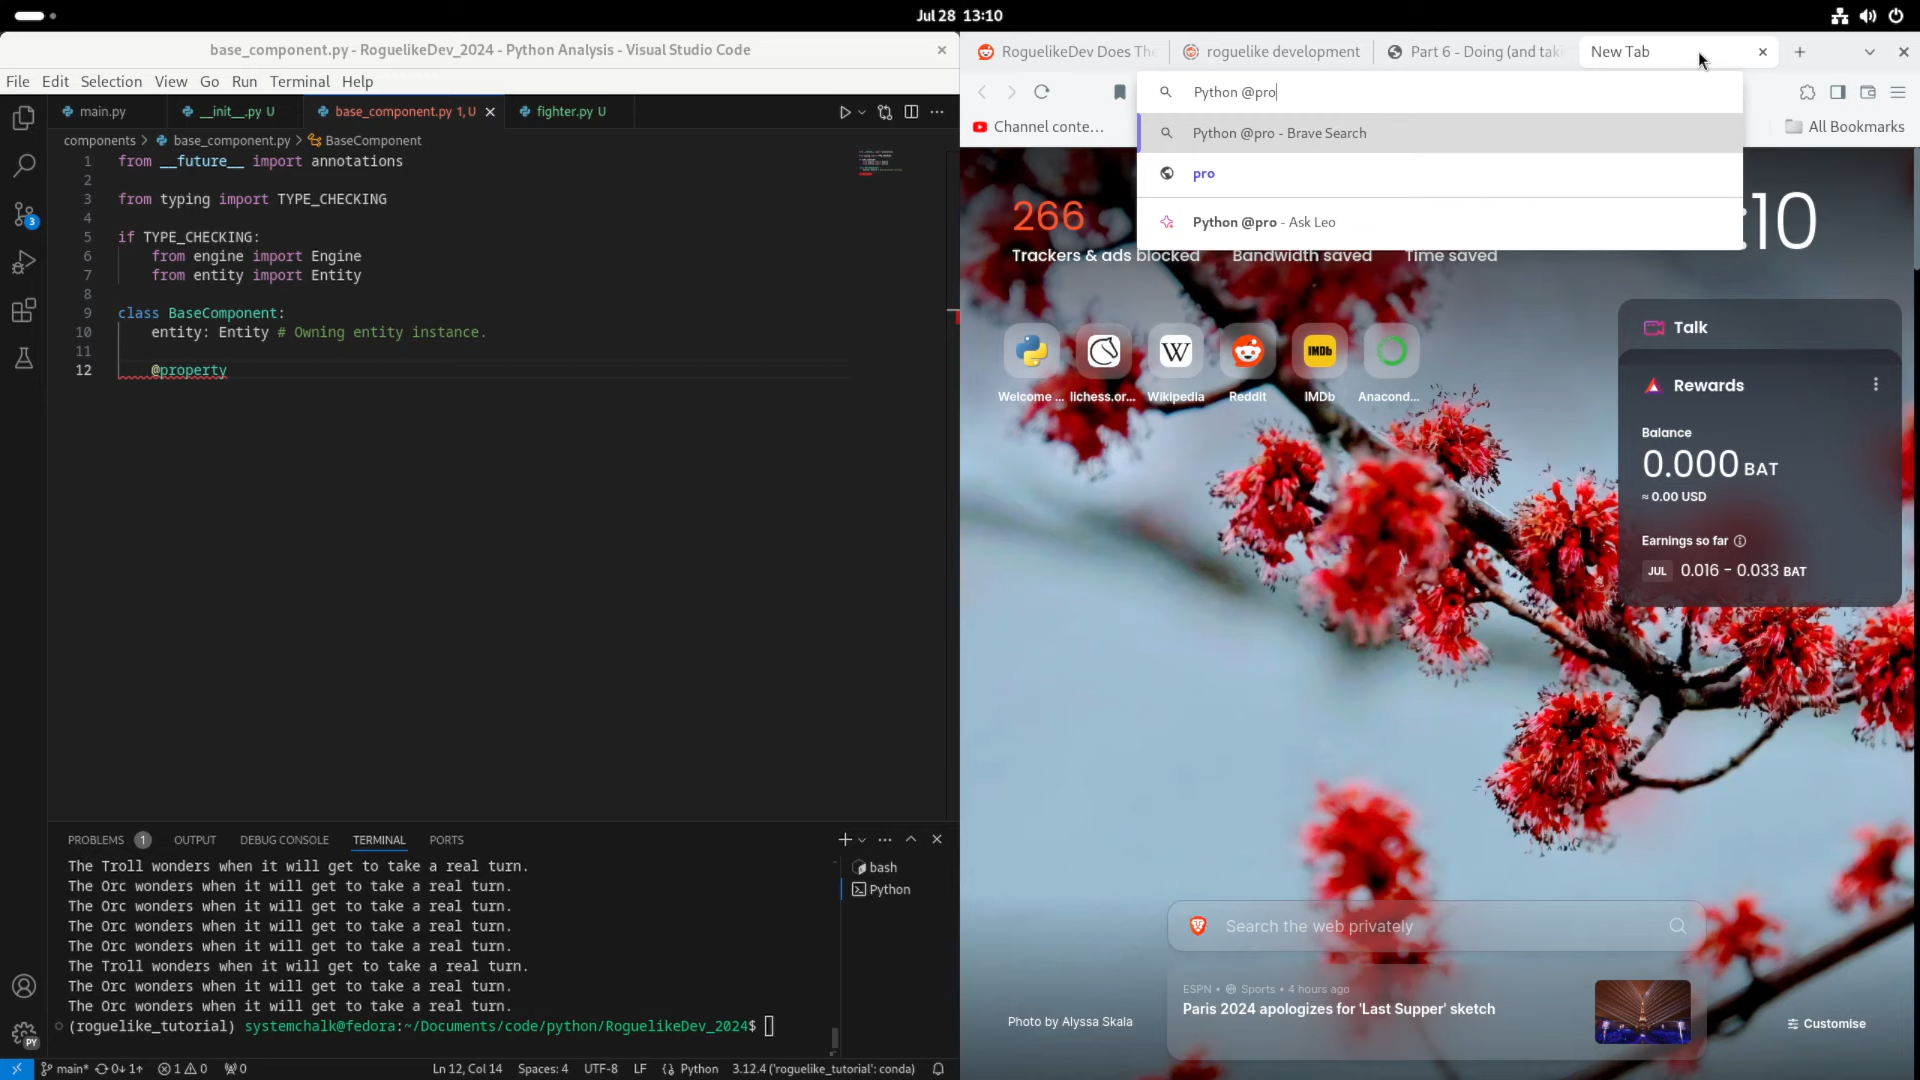 Jul 28 13:10
base_component.py - RoguelikeDev_2024 - Python Analysis - Visual Studio Code
File Edit Selection View Go Run Terminal Help
main.py __init__.py U base_component.py 1, U fighter.py U
components > base_component.py > BaseComponent
1 from __future__ import annotations
2
3 from typing import TYPE_CHECKING
4
5 if TYPE_CHECKING:
6 from engine import Engine
7 from entity import Entity
8
9 class BaseComponent:
10 entity: Entity # Owning entity instance.
11
12 @property
3
PROBLEMS 1 OUTPUT DEBUG CONSOLE TERMINAL PORTS
The Troll wonders when it will get to take a real turn.
The Orc wonders when it will get to take a real turn.
The Orc wonders when it will get to take a real turn.
The Orc wonders when it will get to take a real turn.
The Orc wonders when it will get to take a real turn.
The Troll wonders when it will get to take a real turn.
The Orc wonders when it will get to take a real turn.
The Orc wonders when it will get to take a real turn.
(roguelike_tutorial) systemchalk@fedora:~/Documents/code/python/RoguelikeDev_2024$
bash
Python
PY
main* 0↓ 1↑ 1 0 0 Ln 12, Col 14 Spaces: 4 UTF-8 LF Python 3.12.4 ('roguelike_tutorial': conda)
RoguelikeDev Does The roguelike development Part 6 - Doing (and taki New Tab
Python @pro
Channel conte... All Bookmarks
Python @pro - Brave Search
pro
Python @pro - Ask Leo
266 :10
Trackers & ads blocked Bandwidth saved Time saved
Welcome ... lichess.or... Wikipedia Reddit IMDb Anacond...
W IMDb
Talk
Rewards
Balance
0.000 BAT
≈ 0.00 USD
Earnings so far
JUL 0.016 - 0.033 BAT
Search the web privately
ESPN • Sports • 4 hours ago
Paris 2024 apologizes for 'Last Supper' sketch
Photo by Alyssa Skala
Customise